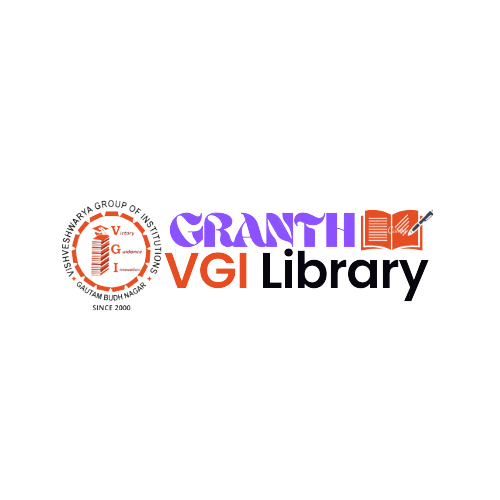 VISHVESHWARYA GROUP OF INSTITUTIONS
Victory
Guidance
Innovation
GAUTAM BUDH NAGAR
SINCE 2000
GRANTH
VGI Library